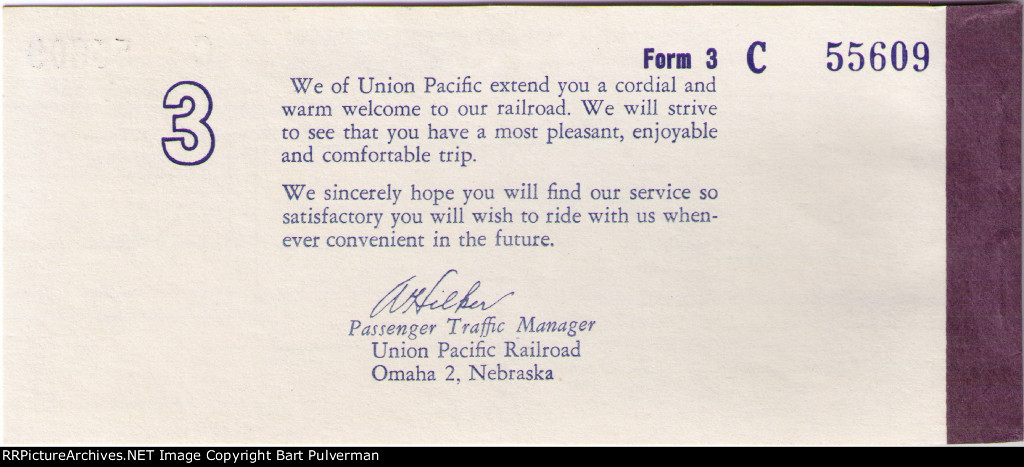 Form 3 C 55609
3
We of Union Pacific extend you a cordial and
warm welcome to our railroad. We will strive
to see that you have a most pleasant, enjoyable
and comfortable trip.
We sincerely hope you will find our service so
satisfactory you will wish to ride with us when-
ever convenient in the future.
Passenger Traffic Manager
Union Pacific Railroad
Omaha 2, Nebraska
RRPictureArchives.NET Image Copyright Bart Pulverman